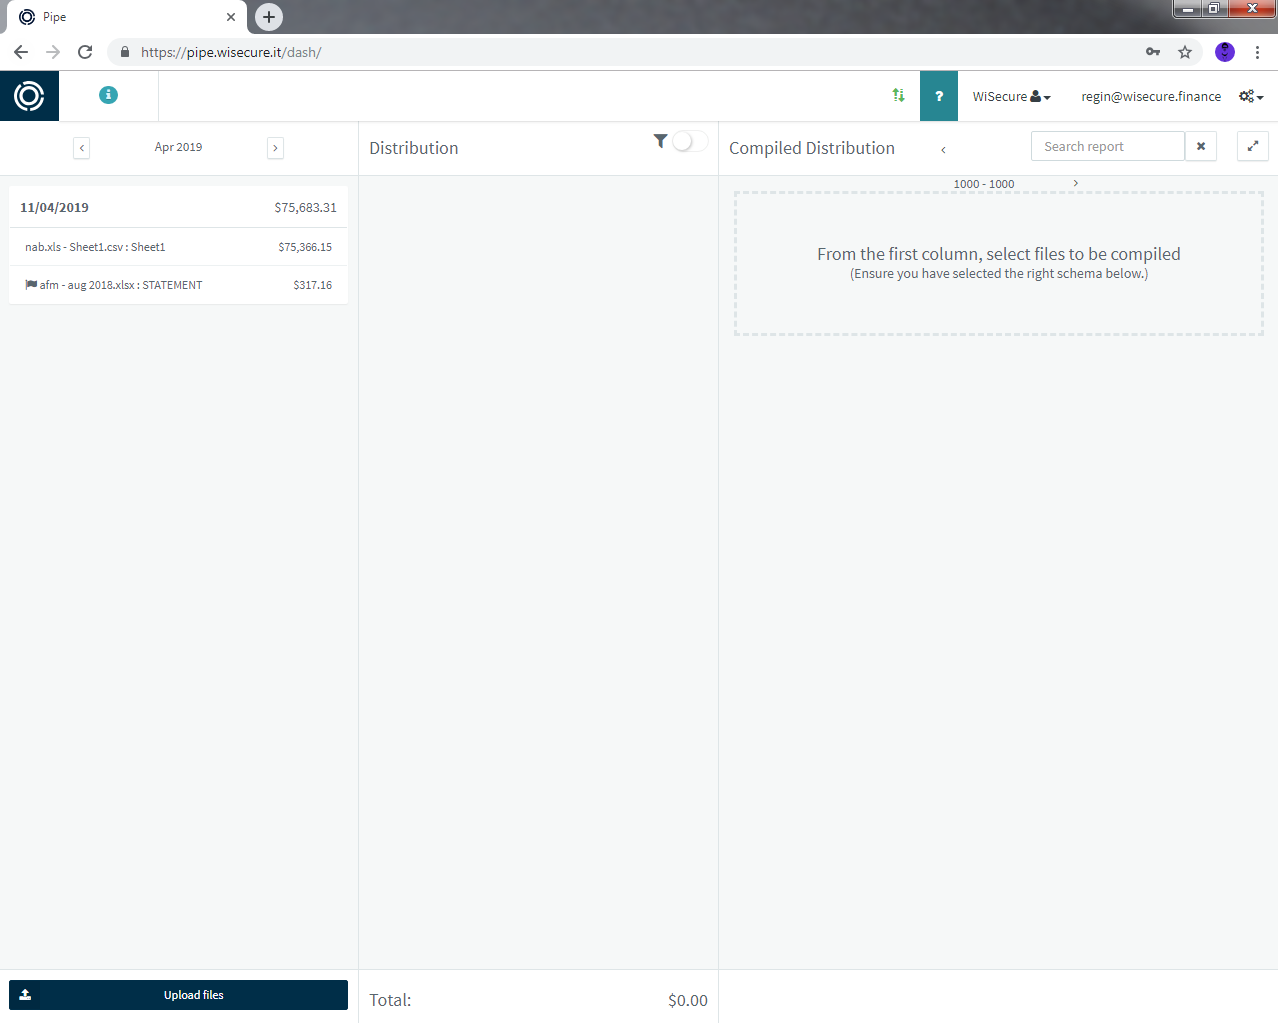 Pipe
https://pipe.wisecure.it/dash/
?
WiSecure
regin@wisecure.finance
Apr 2019
Distribution
Compiled Distribution
Search report
1000 - 1000
11/04/2019 $75,683.31
nab.xls - Sheet1.csv : Sheet1 $75,366.15
afm - aug 2018.xlsx : STATEMENT $317.16
From the first column, select files to be compiled
(Ensure you have selected the right schema below.)
Upload files
Total: $0.00